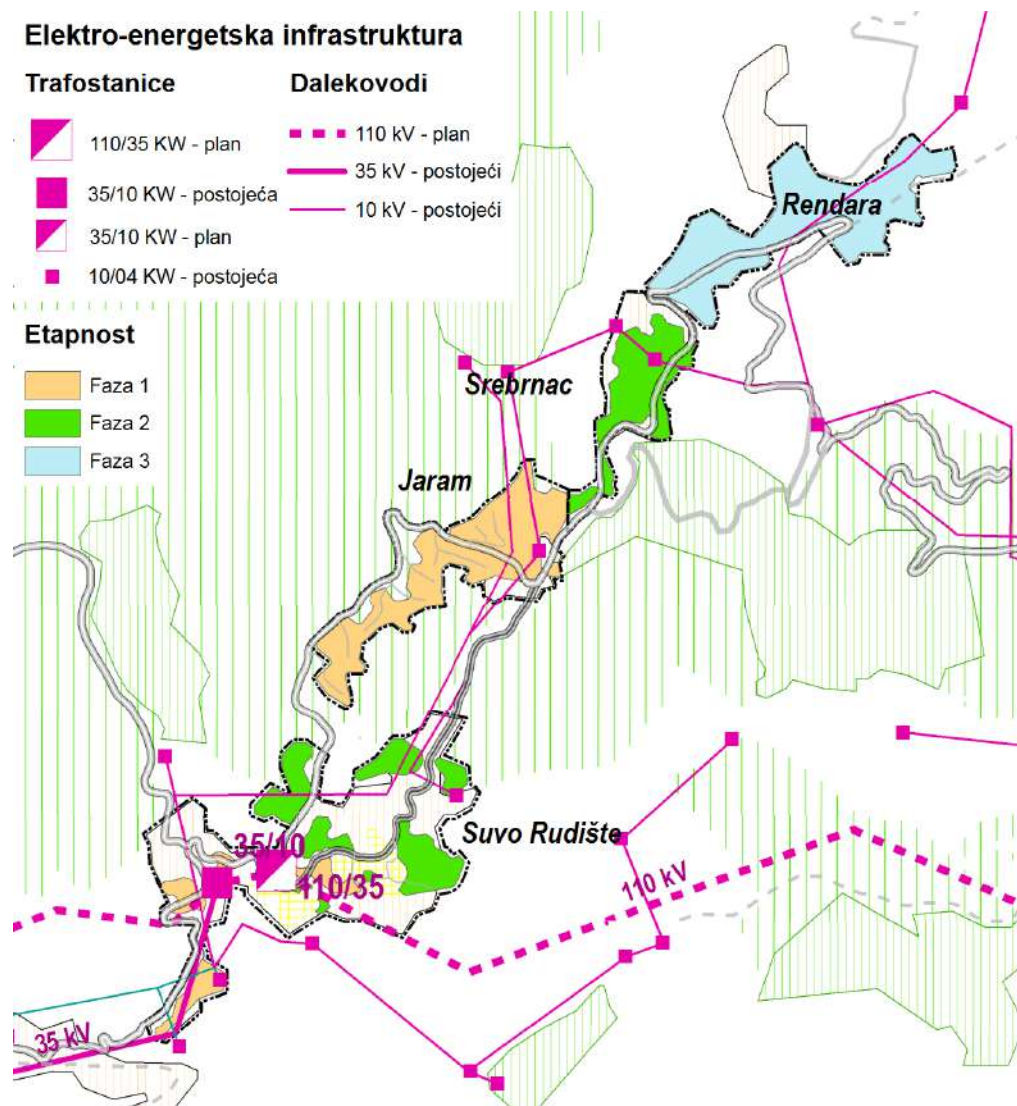 Elektro-energetska infrastruktura
Trafostanice
110/35 KW - plan
35/10 KW - postojeća
35/10 KW - plan
10/04 KW - postojeća
Dalekovodi
110 kV - plan
35 kV - postojeći
10 kV - postojeći
Etapnost
Faza 1
Faza 2
Faza 3
Rendara
Srebrnac
Jaram
Suvo Rudište
35/10
110/35
110 kV
35 kV